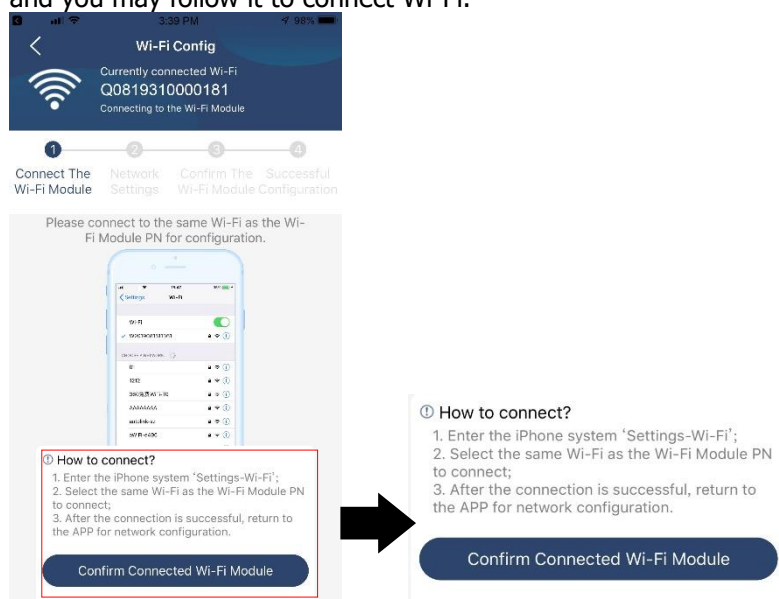 and you may follow it to connect Wi-Fi.
3:39 PM 98%
Wi-Fi Config
Currently connected Wi-Fi
Q0819310000181
Connecting to the Wi-Fi Module
1 2 3 4
Connect The Network Confirm The Successful
Wi-Fi Module Settings Wi-Fi Module Configuration
Please connect to the same Wi-Fi as the Wi-
Fi Module PN for configuration.
Settings Wi-Fi
Wi-Fi
1212
AAAAAAAA
How to connect?
1. Enter the iPhone system ‘Settings-Wi-Fi’;
2. Select the same Wi-Fi as the Wi-Fi Module PN
to connect;
3. After the connection is successful, return to
the APP for network configuration.
Confirm Connected Wi-Fi Module
How to connect?
1. Enter the iPhone system ‘Settings-Wi-Fi’;
2. Select the same Wi-Fi as the Wi-Fi Module PN
to connect;
3. After the connection is successful, return to
the APP for network configuration.
Confirm Connected Wi-Fi Module